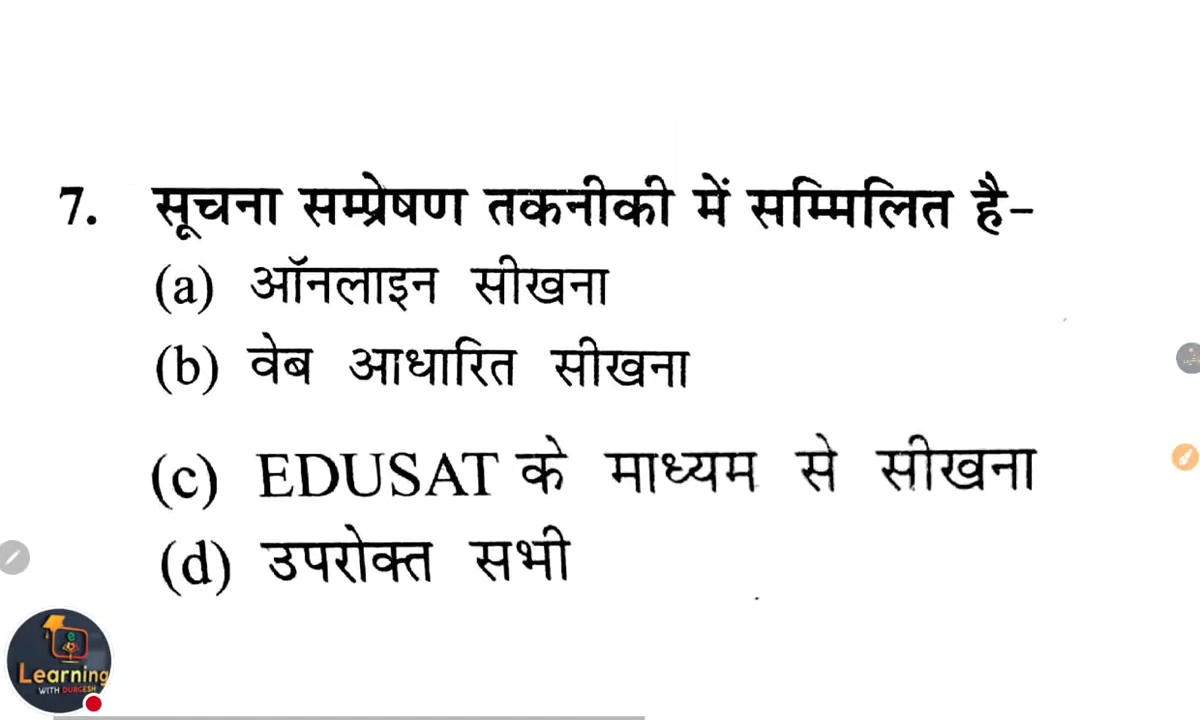 7. सूचना सम्प्रेषण तकनीकी में सम्मिलित है-
(a) ऑनलाइन सीखना
(b) वेब आधारित सीखना
(c) EDUSAT के माध्यम से सीखना
(d) उपरोक्त सभी
Learning
WITH DURGESH